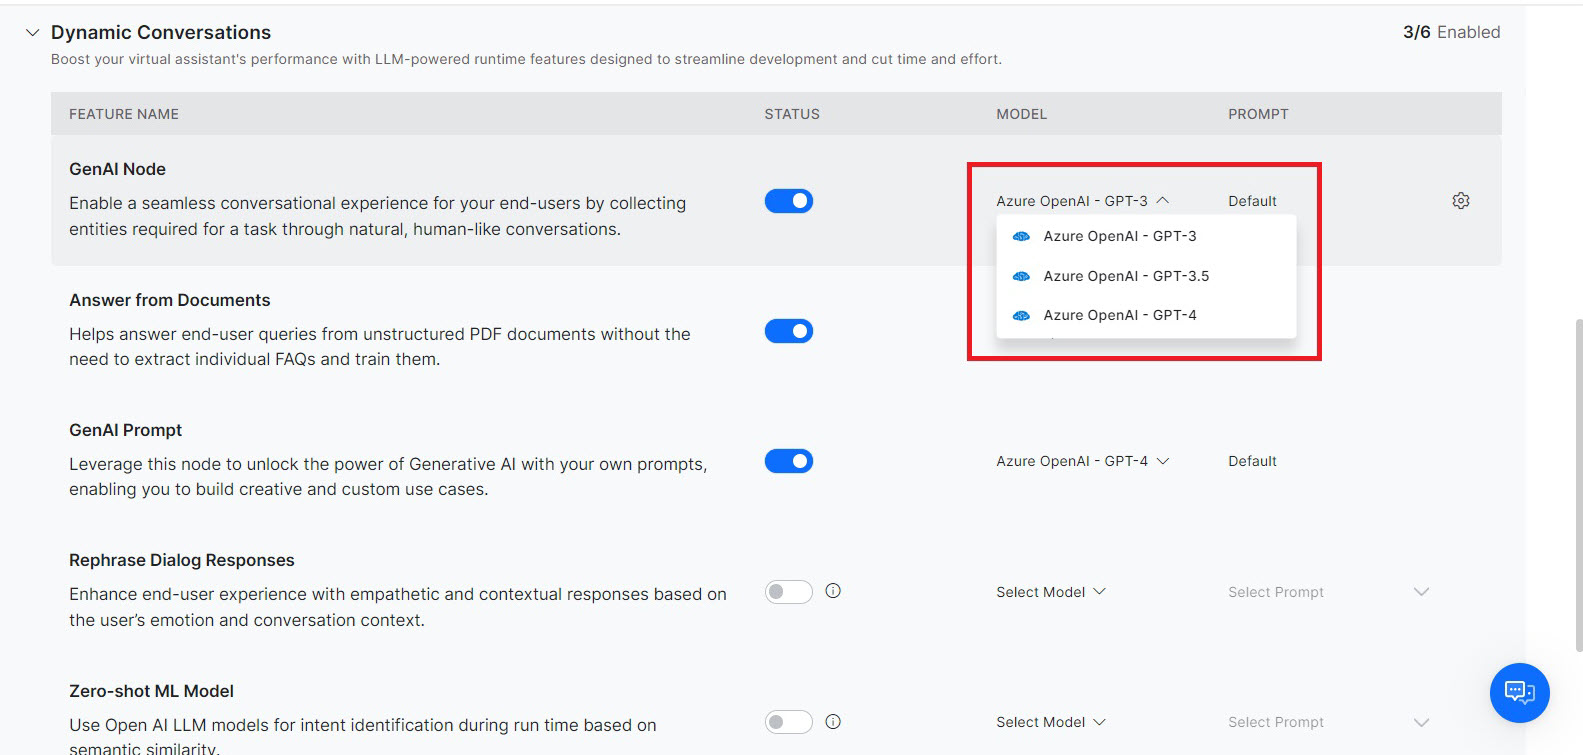 Dynamic Conversations
3/6 Enabled
Boost your virtual assistant's performance with LLM-powered runtime features designed to streamline development and cut time and effort.
FEATURE NAME STATUS MODEL PROMPT
GenAI Node
Enable a seamless conversational experience for your end-users by collecting
entities required for a task through natural, human-like conversations.
Azure OpenAI - GPT-3 Default
Azure OpenAI - GPT-3
Azure OpenAI - GPT-3.5
Azure OpenAI - GPT-4
Answer from Documents
Helps answer end-user queries from unstructured PDF documents without the
need to extract individual FAQs and train them.
GenAI Prompt
Leverage this node to unlock the power of Generative AI with your own prompts,
enabling you to build creative and custom use cases.
Azure OpenAI - GPT-4 Default
Rephrase Dialog Responses
Enhance end-user experience with empathetic and contextual responses based on
the user’s emotion and conversation context.
Select Model Select Prompt
Zero-shot ML Model
Use Open AI LLM models for intent identification during run time based on
semantic similarity.
Select Model Select Prompt